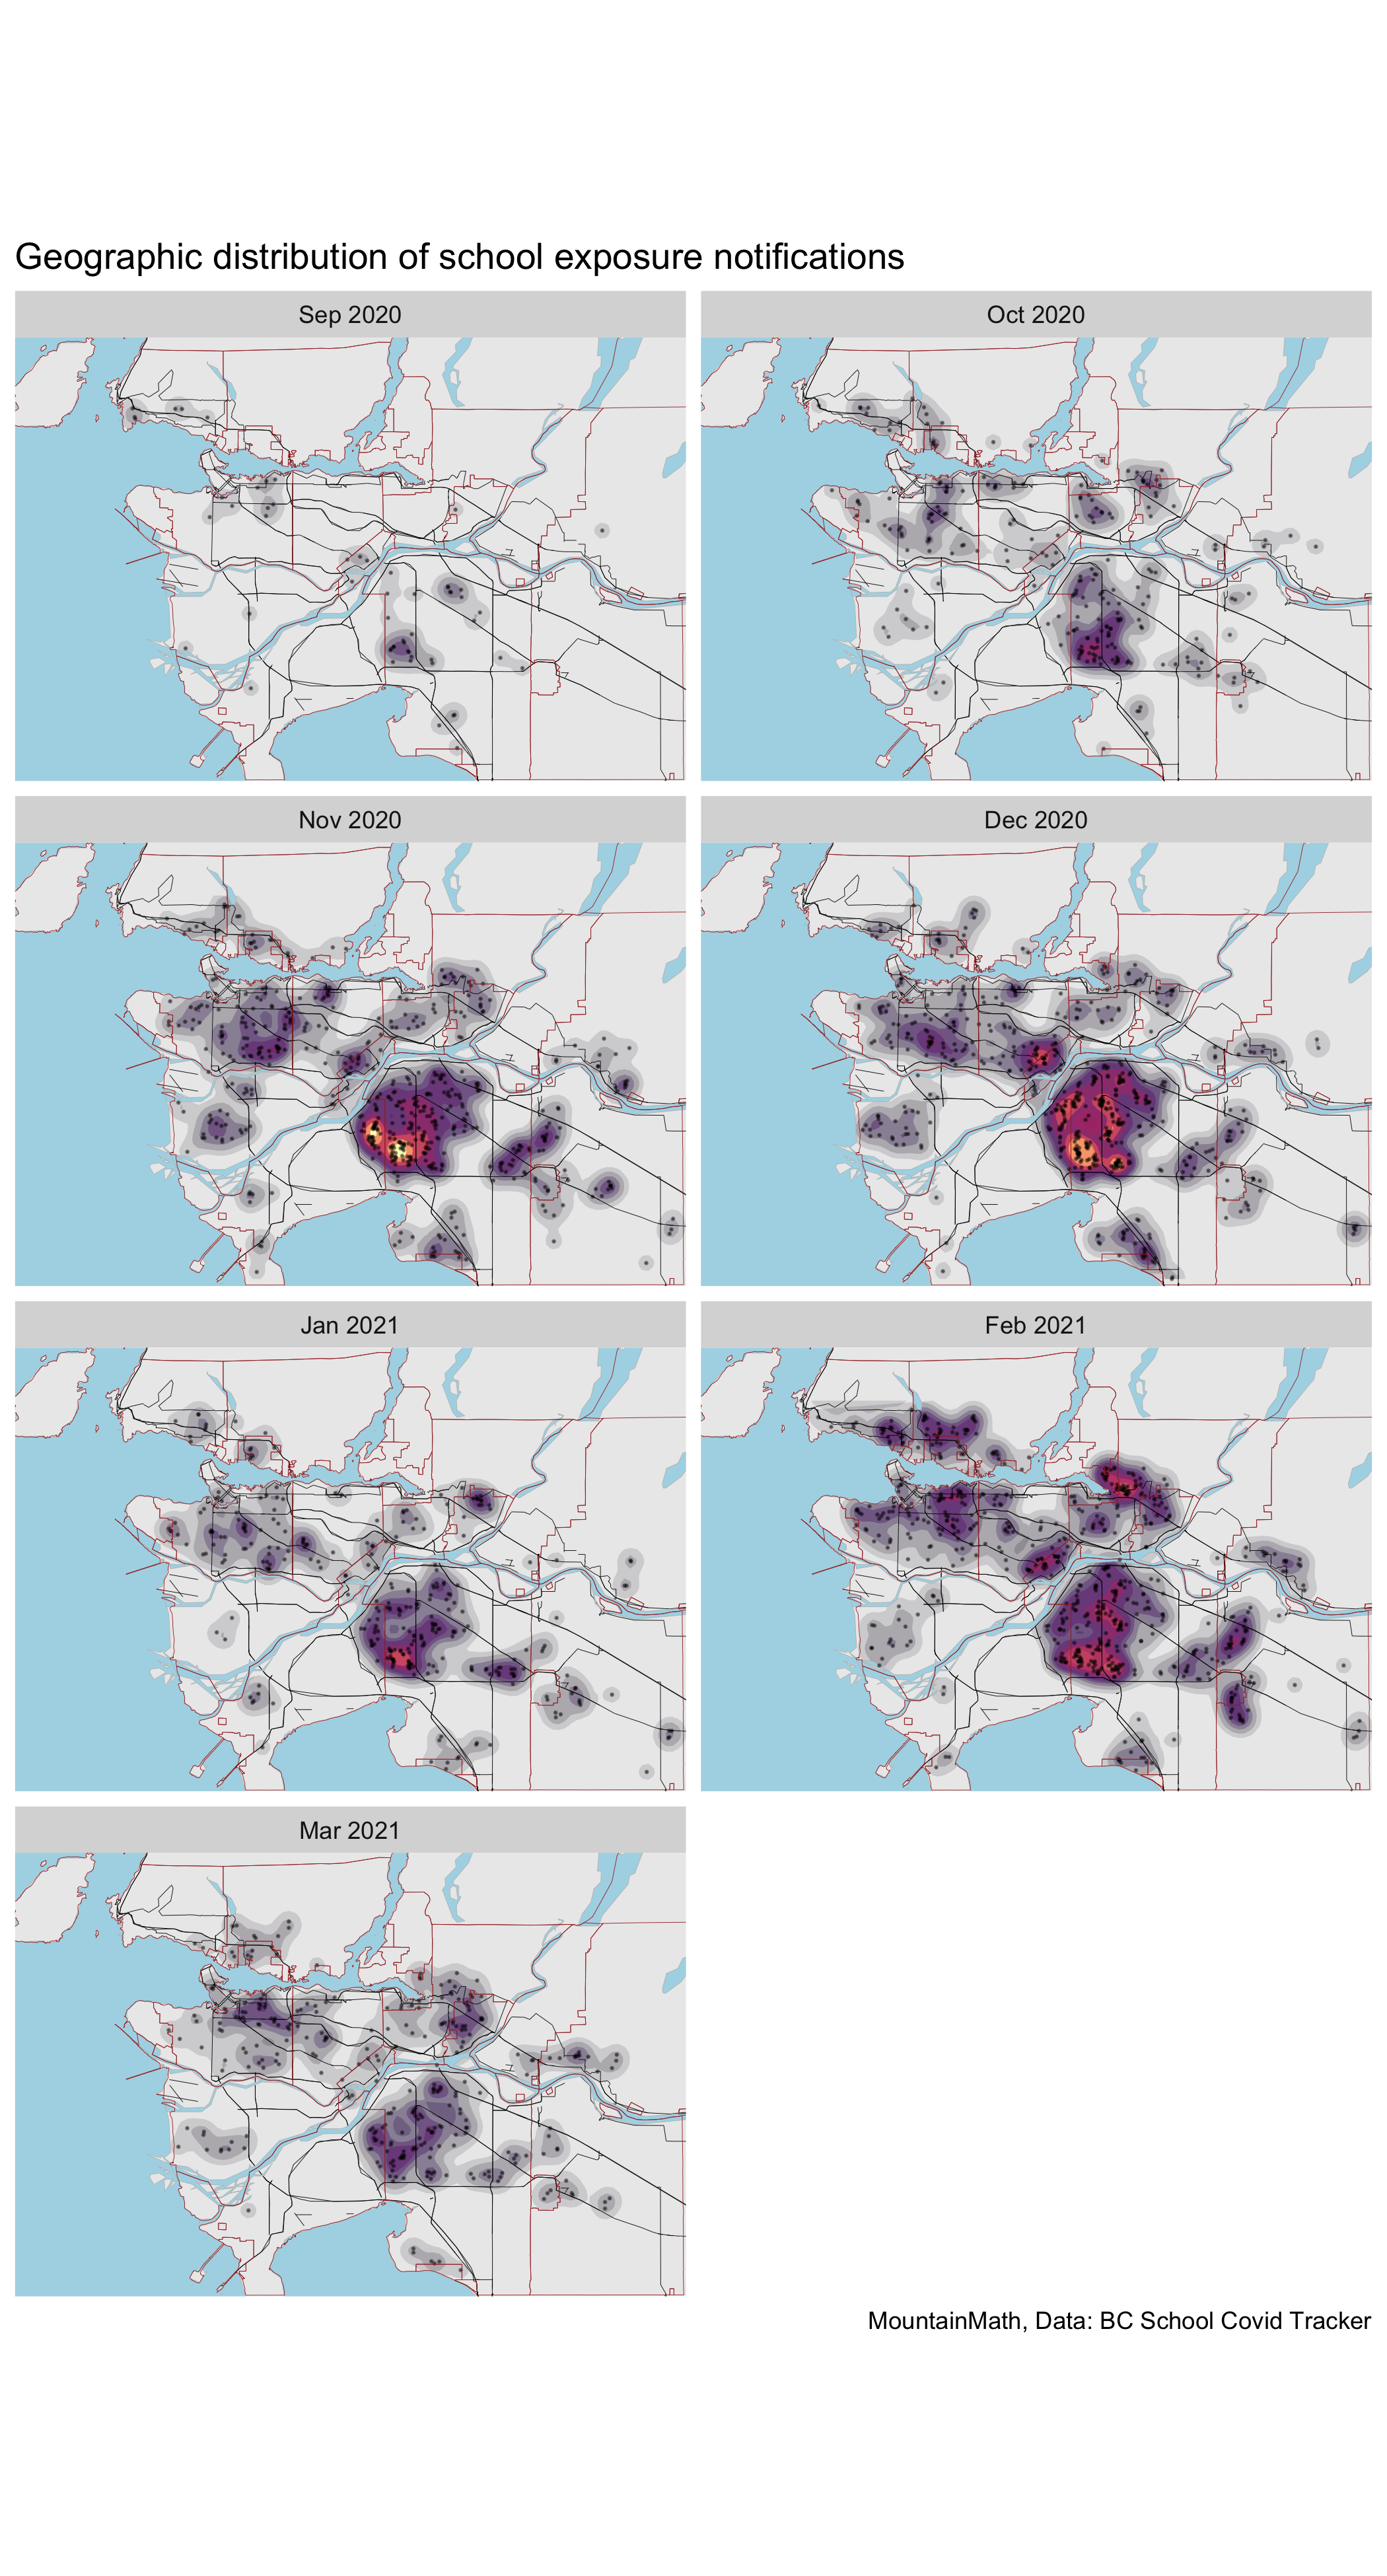 Geographic distribution of school exposure notifications
Sep 2020
Oct 2020
Nov 2020
Dec 2020
Jan 2021
Feb 2021
Mar 2021
MountainMath, Data: BC School Covid Tracker